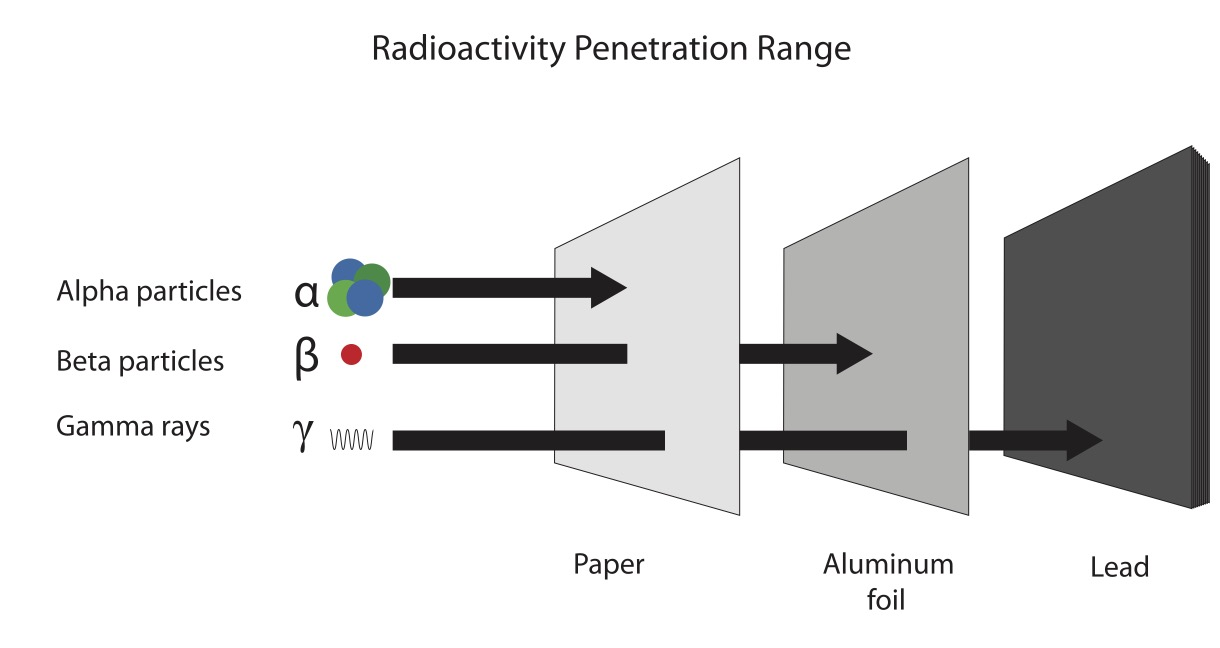 Radioactivity Penetration Range
Alpha particles α
Beta particles β
Gamma rays γ
Paper
Aluminum
foil
Lead